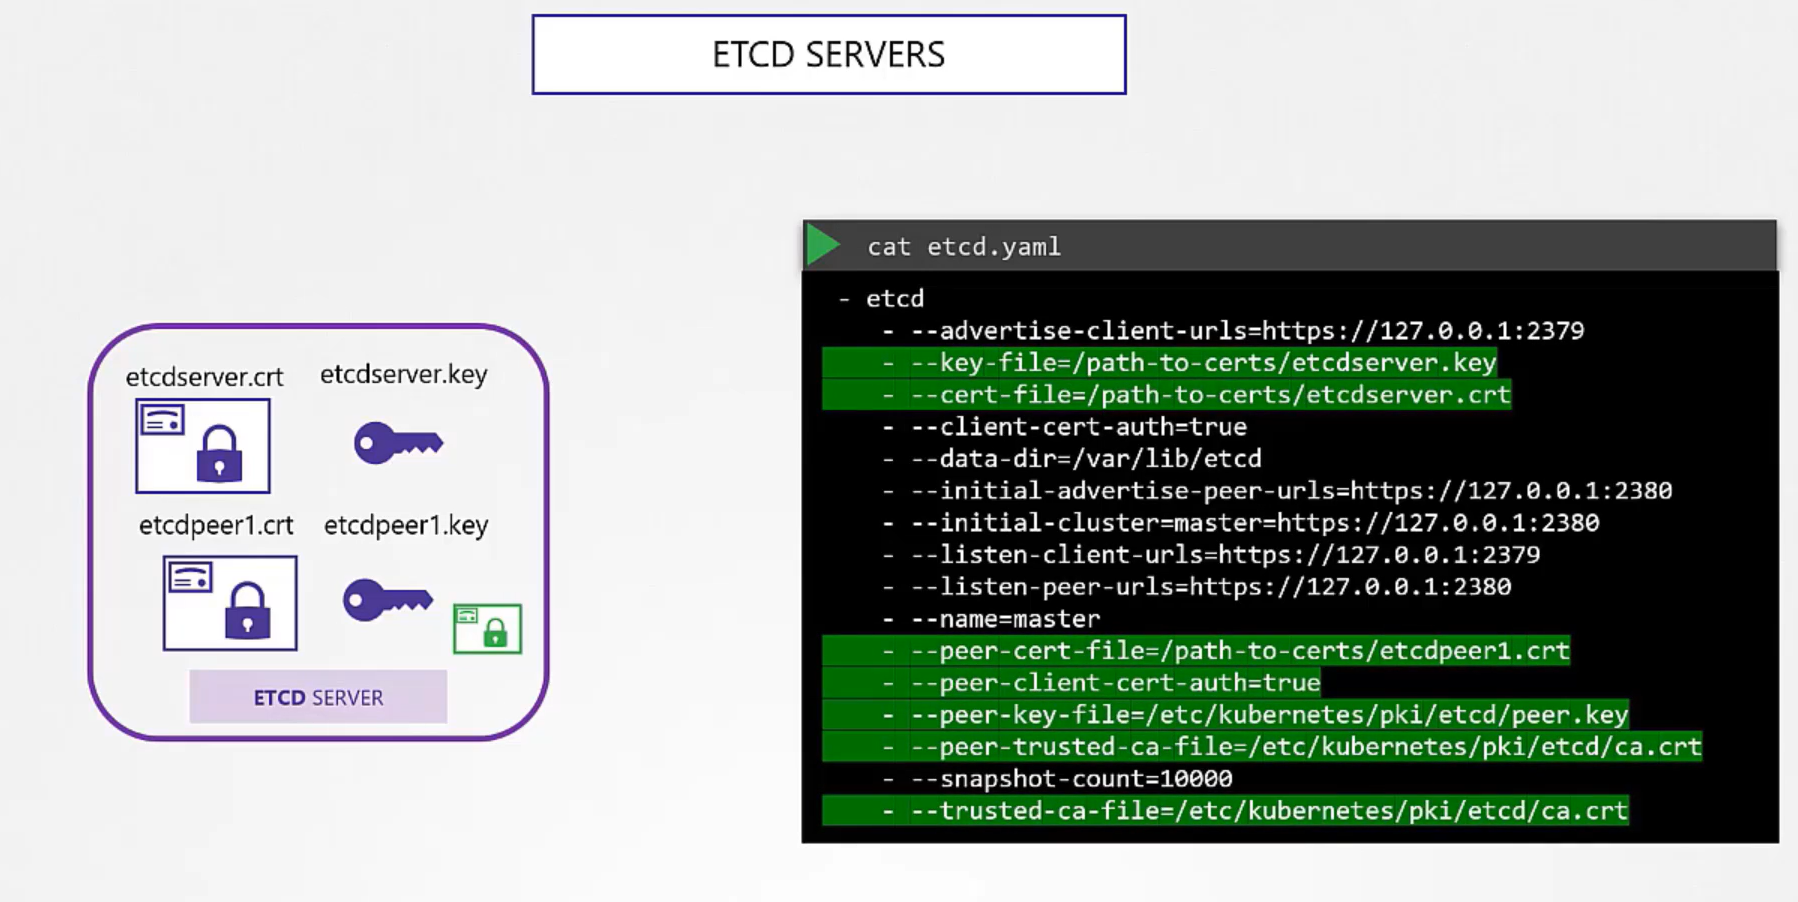 ETCD SERVERS
etcdserver.crt
etcdserver.key
etcdpeer1.crt
etcdpeer1.key
ETCD SERVER
cat etcd.yaml
- etcd
- --advertise-client-urls=https://127.0.0.1:2379
- --key-file=/path-to-certs/etcdserver.key
- --cert-file=/path-to-certs/etcdserver.crt
- --client-cert-auth=true
- --data-dir=/var/lib/etcd
- --initial-advertise-peer-urls=https://127.0.0.1:2380
- --initial-cluster=master=https://127.0.0.1:2380
- --listen-client-urls=https://127.0.0.1:2379
- --listen-peer-urls=https://127.0.0.1:2380
- --name=master
- --peer-cert-file=/path-to-certs/etcdpeer1.crt
- --peer-client-cert-auth=true
- --peer-key-file=/etc/kubernetes/pki/etcd/peer.key
- --peer-trusted-ca-file=/etc/kubernetes/pki/etcd/ca.crt
- --snapshot-count=10000
- --trusted-ca-file=/etc/kubernetes/pki/etcd/ca.crt